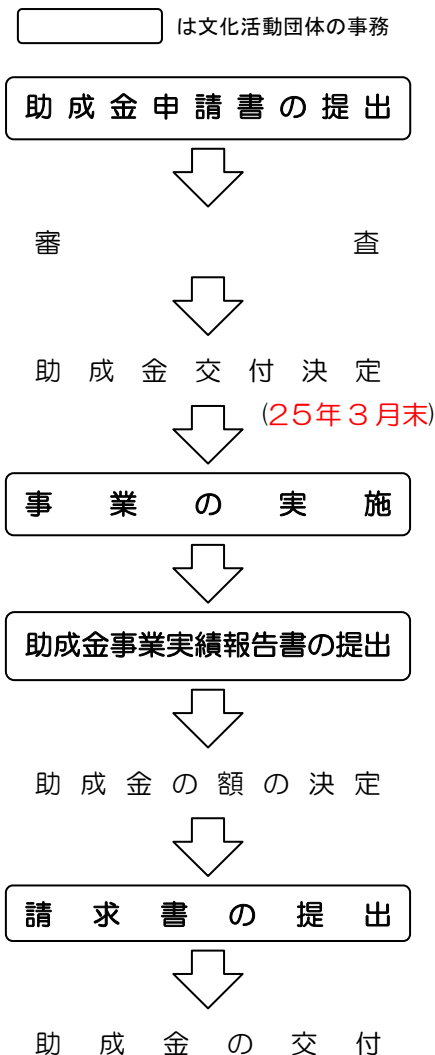 は文化活動団体の事務
助成金申請書の提出
審査
助成金交付決定
(25年3月末)
事業の実施
助成金事業実績報告書の提出
助成金の額の決定
請求書の提出
助成金の交付